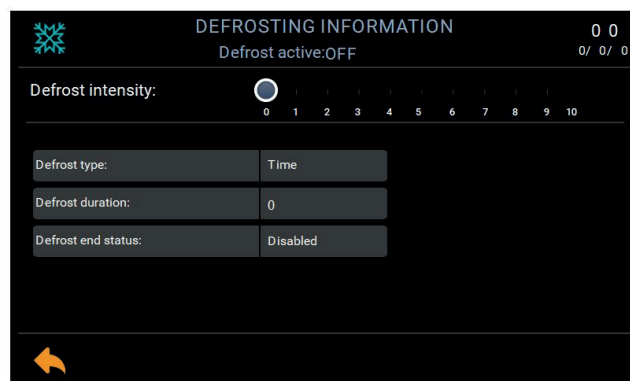 DEFROSTING INFORMATION
0 0
Defrost active:OFF
0/ 0/ 0
Defrost intensity:
0 1 2 3 4 5 6 7 8 9 10
Defrost type: Time
Defrost duration: 0
Defrost end status: Disabled